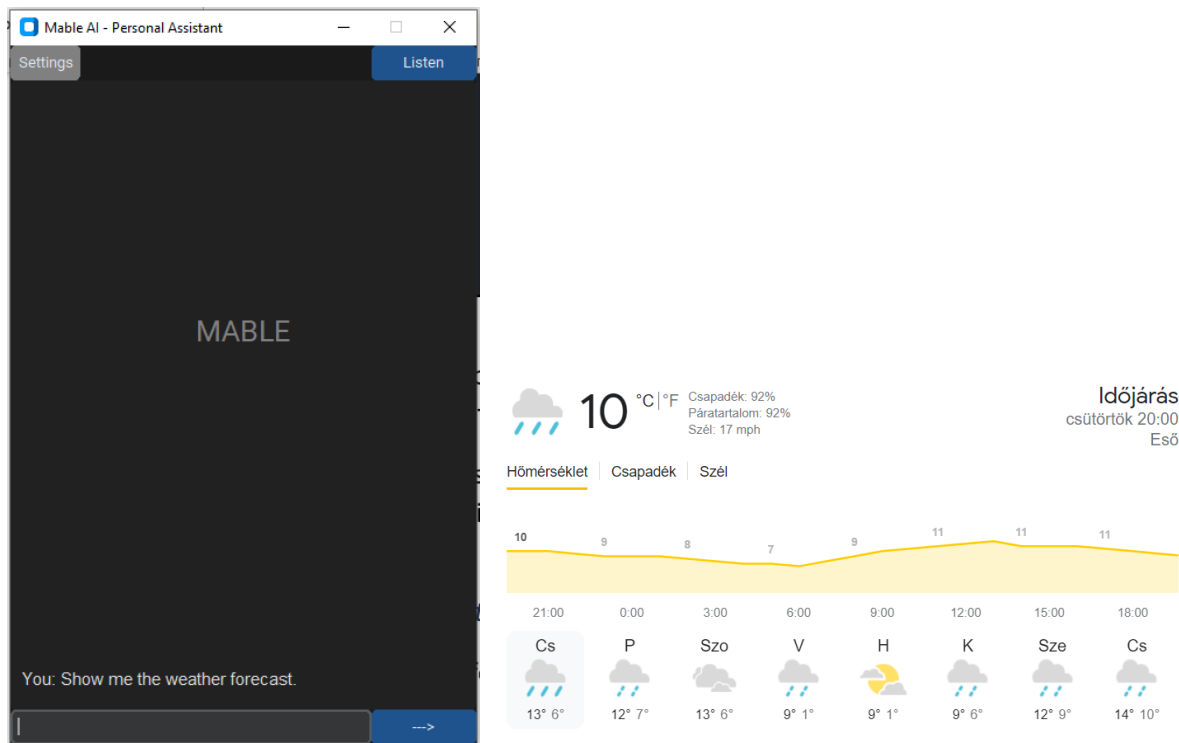 Mable AI - Personal Assistant
Settings
Listen
MABLE
You: Show me the weather forecast.
--->
10 °C|°F
Csapadék: 92%
Páratartalom: 92%
Szél: 17 mph
Időjárás
csütörtök 20:00
Eső
Hőmérséklet Csapadék Szél
10 9 8 7 9 11 11 11
21:00 0:00 3:00 6:00 9:00 12:00 15:00 18:00
Cs P Szo V H K Sze Cs
13° 6° 12° 7° 13° 6° 9° 1° 9° 1° 9° 6° 12° 9° 14° 10°